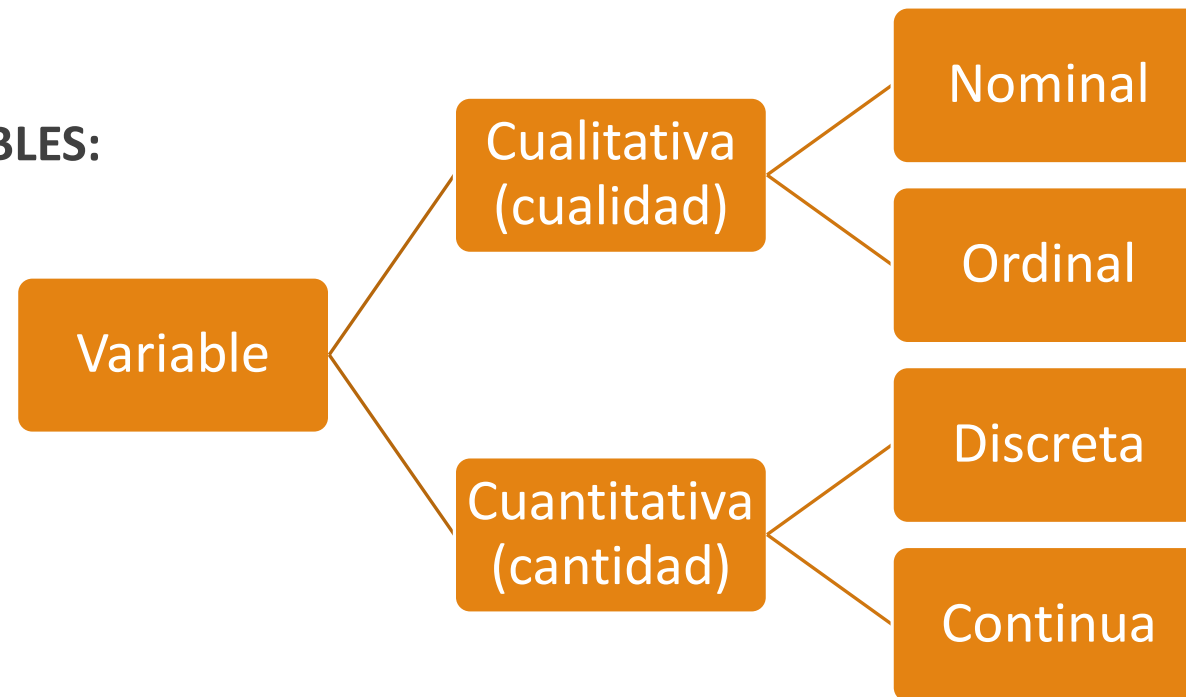 BLES:
Variable
Cualitativa
(cualidad)
Nominal
Ordinal
Cuantitativa
(cantidad)
Discreta
Continua